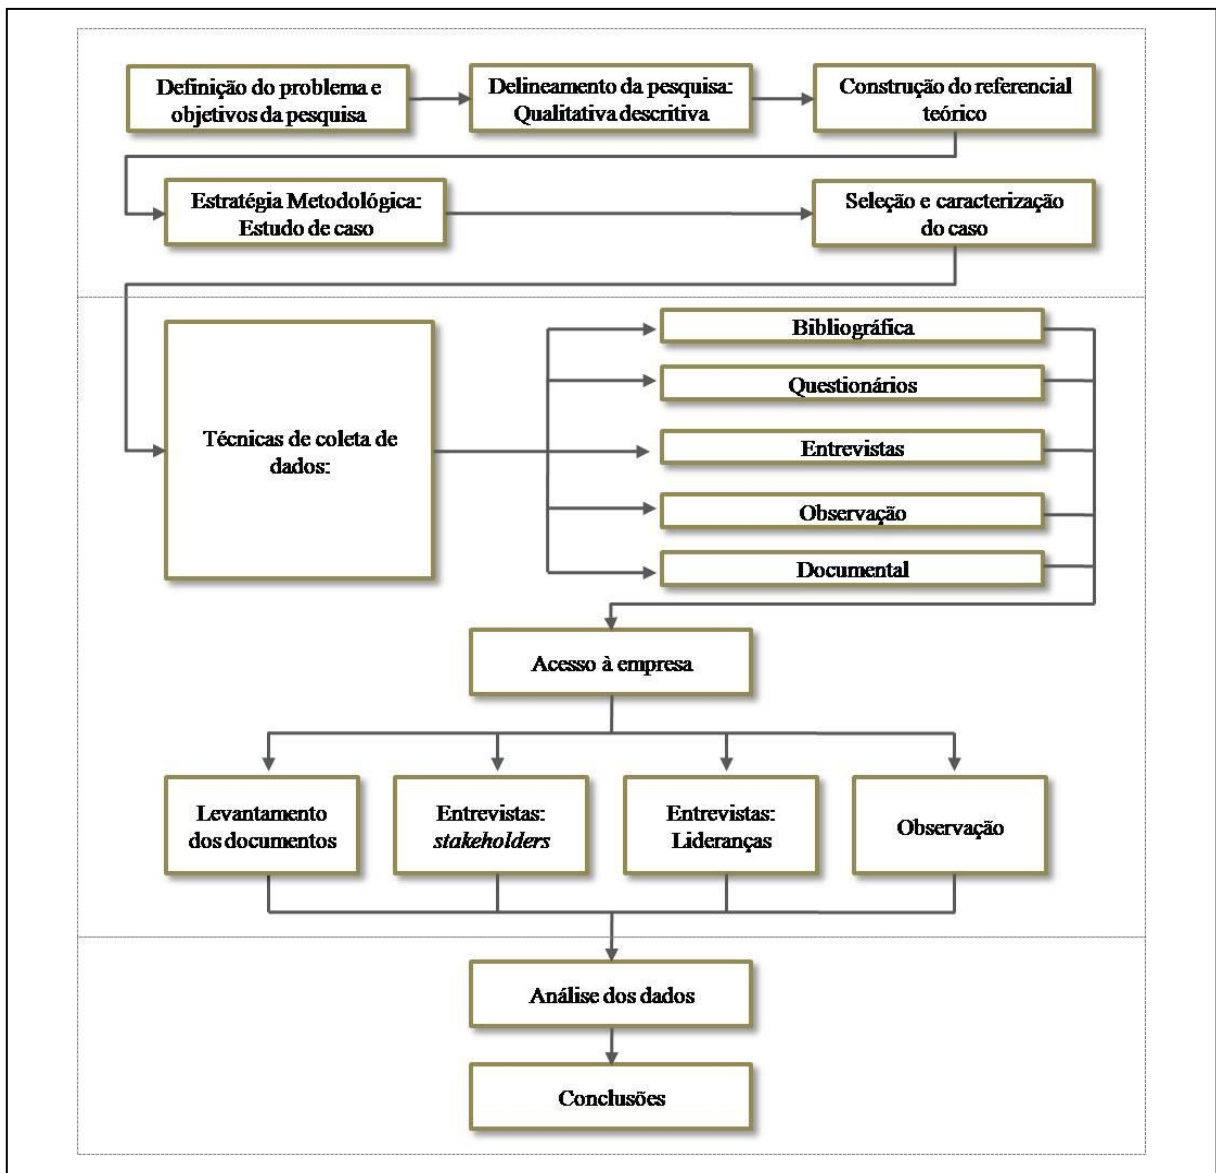 Definição do problema e
objetivos da pesquisa
Delineamento da pesquisa:
Qualitativa descritiva
Construção do referencial
teórico
Estratégia Metodológica:
Estudo de caso
Seleção e caracterização
do caso
Técnicas de coleta de
dados:
Bibliográfica
Questionários
Entrevistas
Observação
Documental
Acesso à empresa
Levantamento
dos documentos
Entrevistas:
stakeholders
Entrevistas:
Lideranças
Observação
Análise dos dados
Conclusões